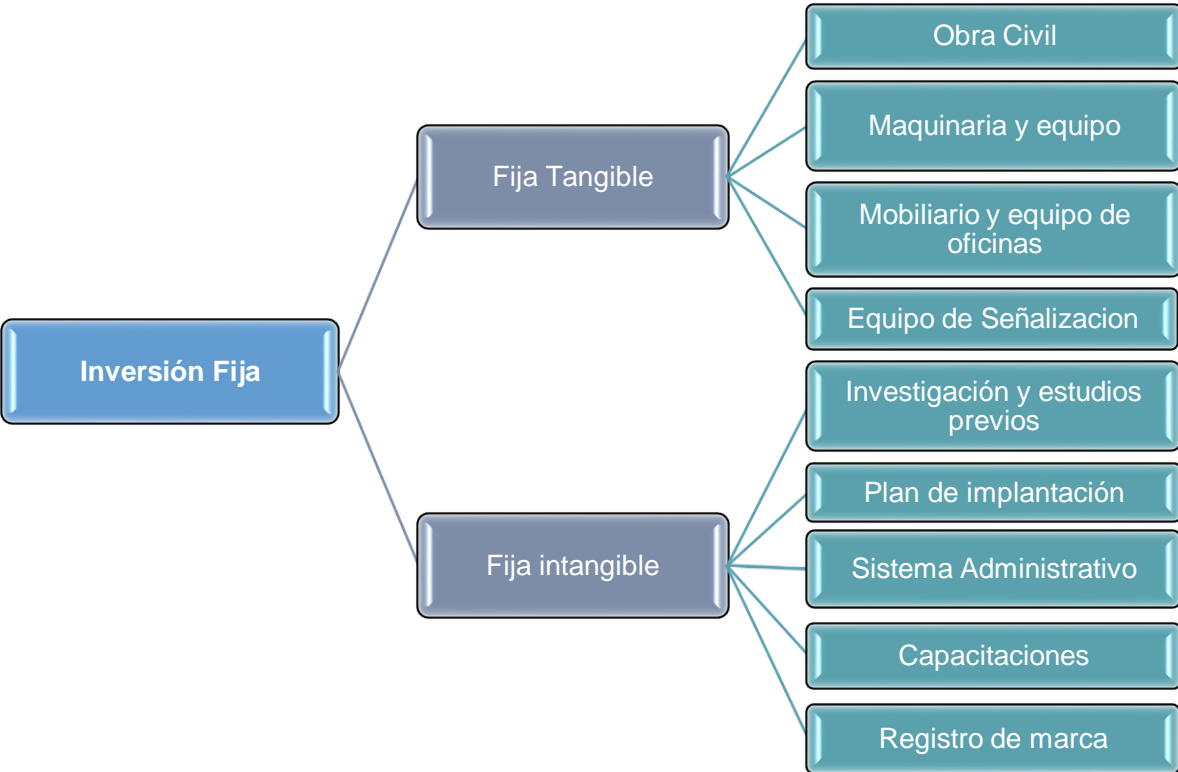 Inversión Fija
Fija Tangible
Obra Civil
Maquinaria y equipo
Mobiliario y equipo de
oficinas
Equipo de Señalizacion
Fija intangible
Investigación y estudios
previos
Plan de implantación
Sistema Administrativo
Capacitaciones
Registro de marca